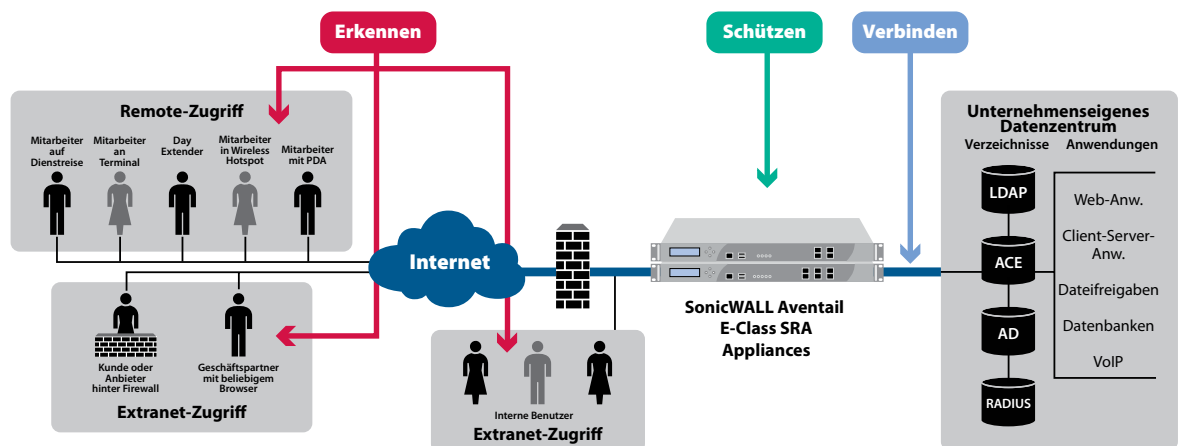 Erkennen
Schützen
Verbinden
Remote-Zugriff
Mitarbeiter
auf
Dienstreise
Mitarbeiter
an
Terminal
Day
Extender
Mitarbeiter
in Wireless
Hotspot
Mitarbeiter
mit PDA
Internet
Kunde oder
Anbieter
hinter Firewall
Geschäftspartner
mit beliebigem
Browser
Extranet-Zugriff
Interne Benutzer
Extranet-Zugriff
SonicWALL Aventail
E-Class SRA
Appliances
Unternehmenseigenes
Datenzentrum
Verzeichnisse
Anwendungen
LDAP
ACE
AD
RADIUS
Web-Anw.
Client-Server-
Anw.
Dateifreigaben
Datenbanken
VoIP